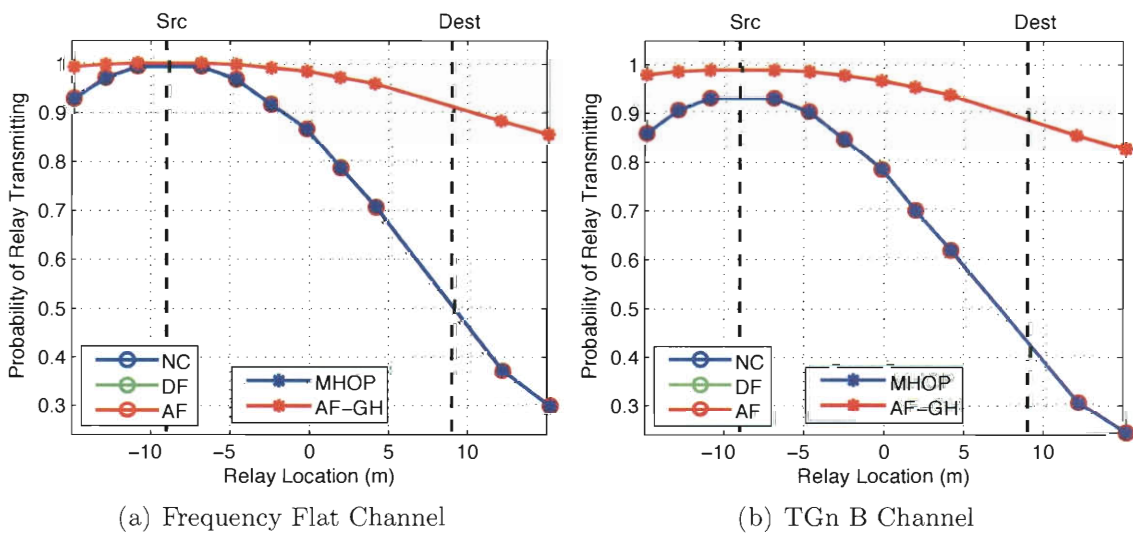 Src Dest
1
0.9
0.8
0.7
0.6
0.5
0.4
0.3
Probability of Relay Transmitting
NC
DF
AF
MHOP
AF-GH
-10 -5 0 5 10 15
Relay Location (m)
(a) Frequency Flat Channel
Src Dest
1
0.9
0.8
0.7
0.6
0.5
0.4
0.3
Probability of Relay Transmitting
NC
DF
AF
MHOP
AF-GH
-10 -5 0 5 10 15
Relay Location (m)
(b) TGn B Channel